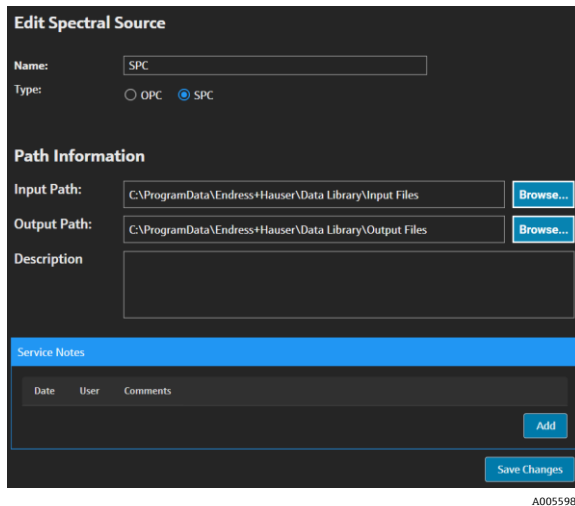 Edit Spectral Source
Name: SPC
Type: OPC SPC
Path Information
Input Path: C:\ProgramData\Endress+Hauser\Data Library\Input Files Browse...
Output Path: C:\ProgramData\Endress+Hauser\Data Library\Output Files Browse...
Description
Service Notes
Date User Comments
Add
Save Changes
A005598